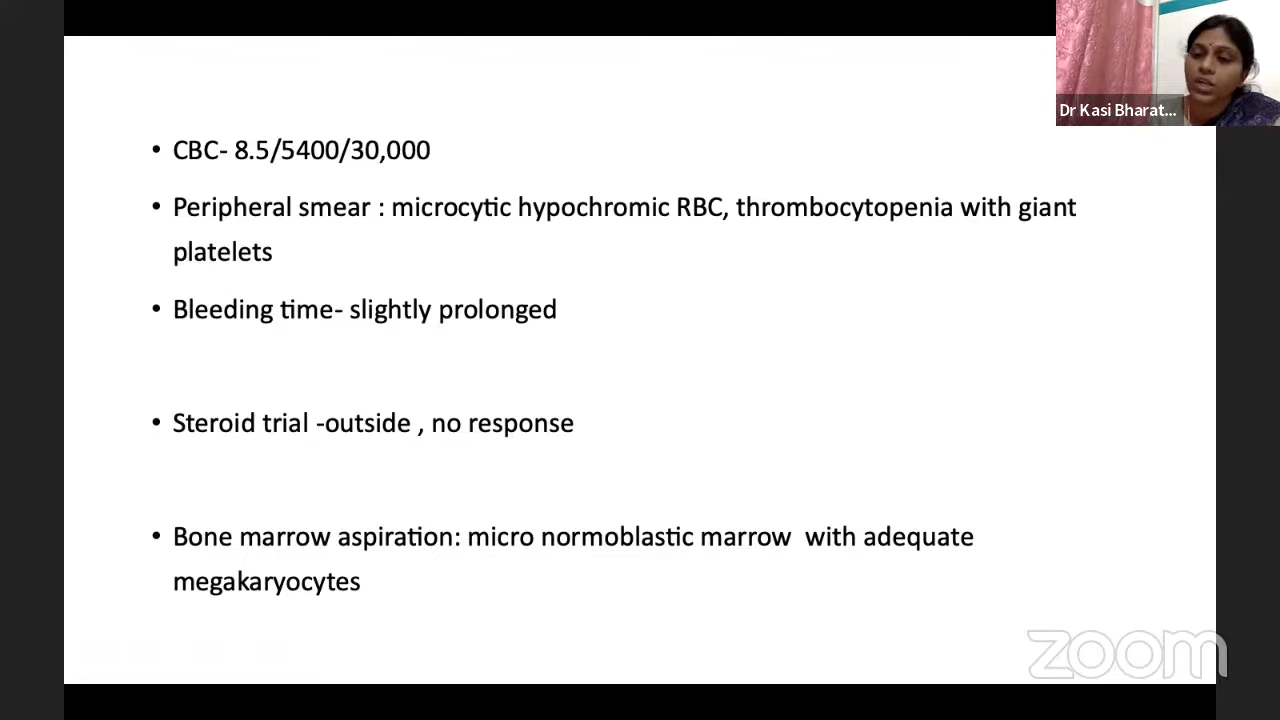 Dr Kasi Bharat...
• CBC- 8.5/5400/30,000
• Peripheral smear : microcytic hypochromic RBC, thrombocytopenia with giant
platelets
• Bleeding time- slightly prolonged
• Steroid trial -outside , no response
• Bone marrow aspiration: micro normoblastic marrow  with adequate
megakaryocytes
zoom